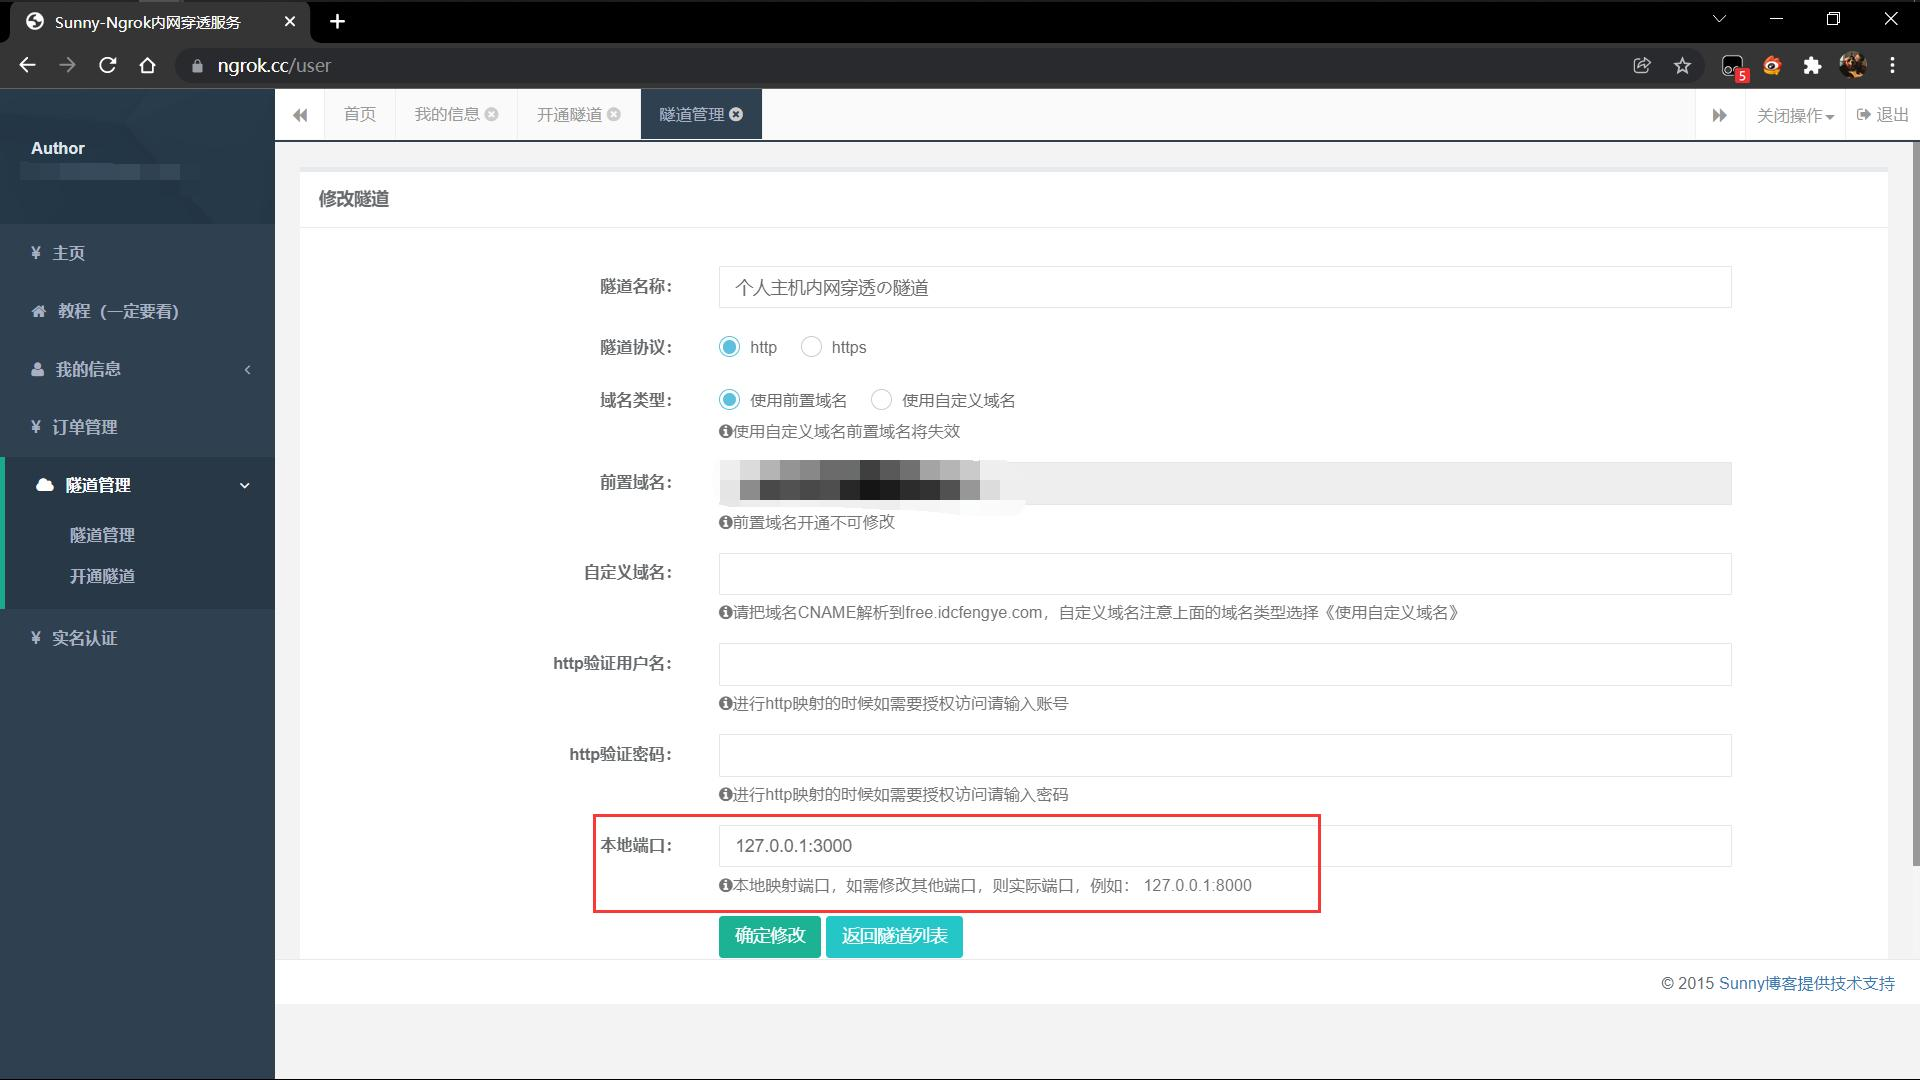 Sunny-Ngrok内网穿透服务
ngrok.cc/user
5
首页
我的信息
开通隧道
隧道管理
关闭操作
退出
Author
¥ 主页
教程（一定要看)
我的信息
¥ 订单管理
隧道管理
隧道管理
开通隧道
¥ 实名认证
修改隧道
隧道名称：
个人主机内网穿透の隧道
隧道协议：
http
https
域名类型：
使用前置域名
使用自定义域名
使用自定义域名前置域名将失效
前置域名：
前置域名开通不可修改
自定义域名：
请把域名CNAME解析到free.idcfengye.com，自定义域名注意上面的域名类型选择《使用自定义域名》
http验证用户名：
进行http映射的时候如需要授权访问请输入账号
http验证密码：
进行http映射的时候如需要授权访问请输入密码
本地端口：
127.0.0.1:3000
本地映射端口，如需修改其他端口，则实际端口，例如： 127.0.0.1:8000
确定修改
返回隧道列表
© 2015 Sunny博客提供技术支持